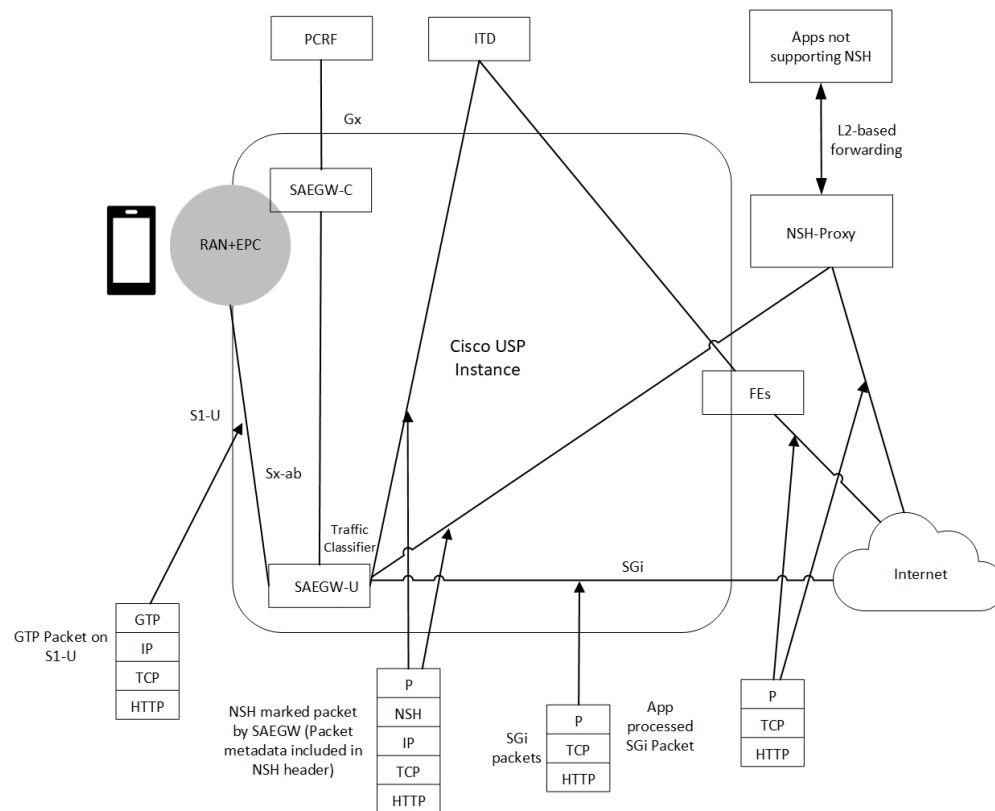 PCRF
ITD
Apps not
supporting NSH
Gx
L2-based
forwarding
SAEGW-C
RAN+EPC
NSH-Proxy
Cisco USP
Instance
FEs
S1-U
Sx-ab
Traffic
Classifier
SAEGW-U
SGi
Internet
GTP Packet on
S1-U
GTP
IP
TCP
HTTP
NSH marked packet
by SAEGW (Packet
metadata included in
NSH header)
P
NSH
IP
TCP
HTTP
SGi
packets
P
TCP
HTTP
App
processed
SGi Packet
P
TCP
HTTP